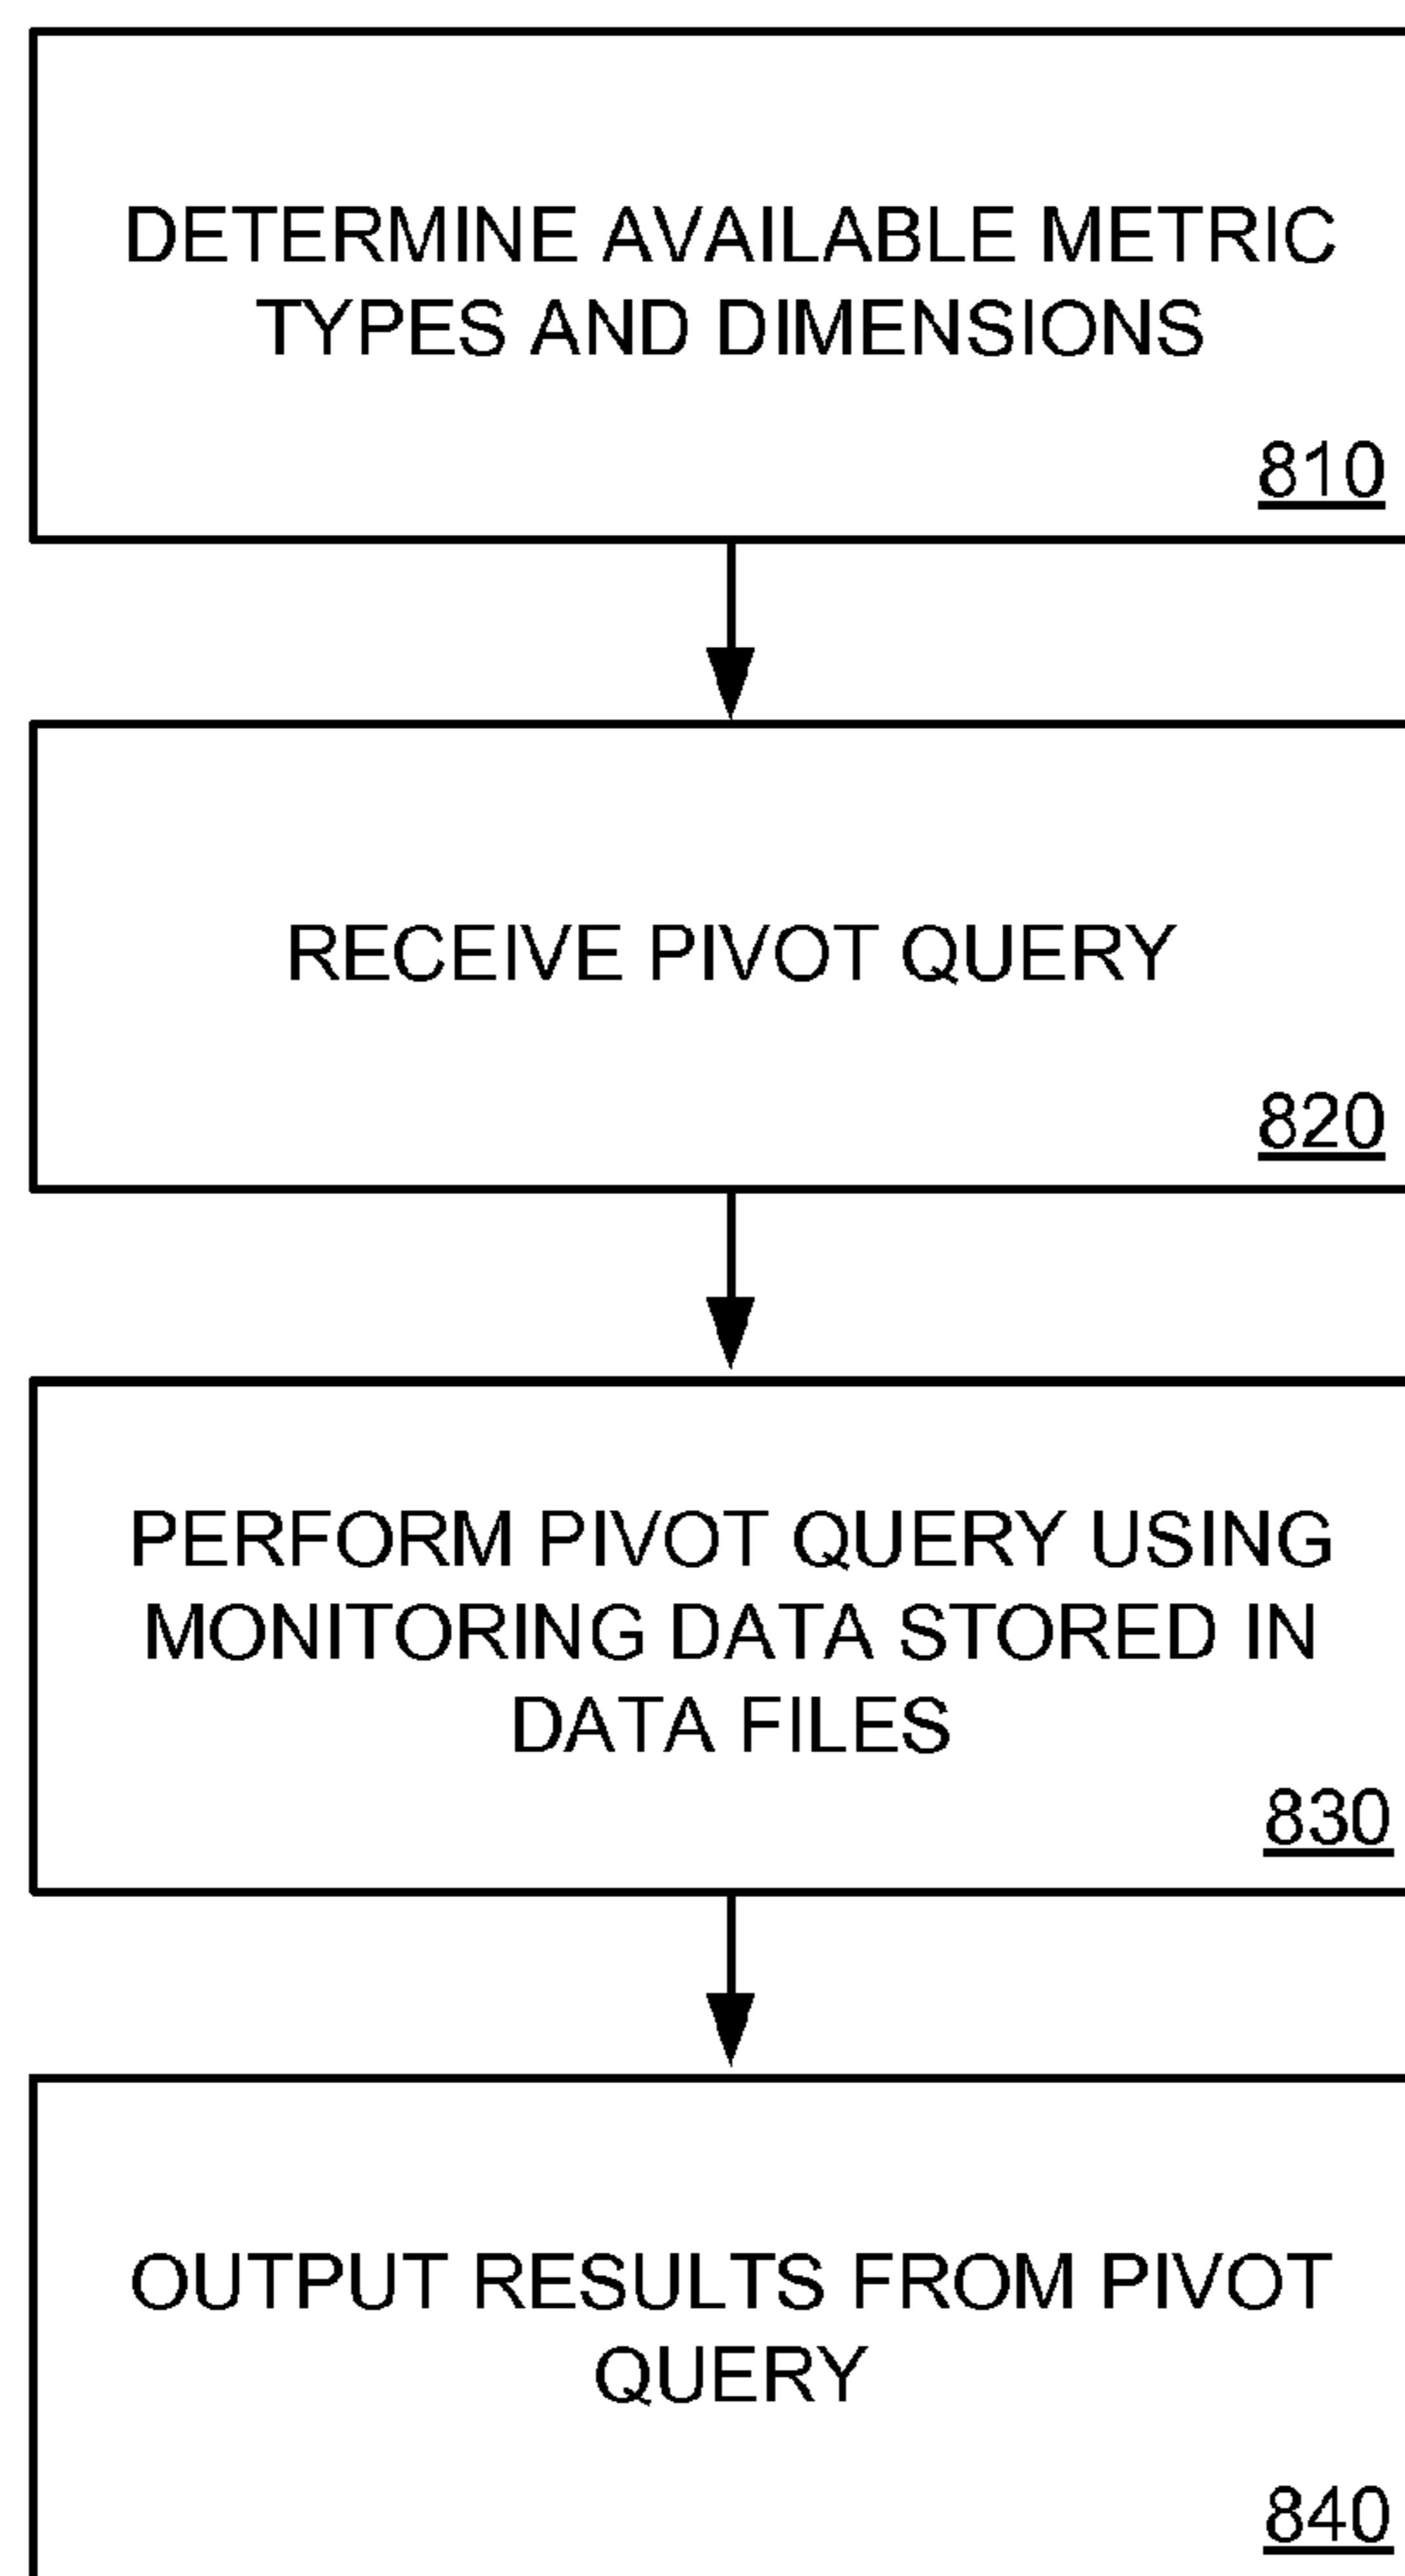 DETERMINE AVAILABLE METRIC
TYPES AND DIMENSIONS
810
RECEIVE PIVOT QUERY
820
PERFORM PIVOT QUERY USING
MONITORING DATA STORED IN
DATA FILES
830
OUTPUT RESULTS FROM PIVOT
QUERY
840